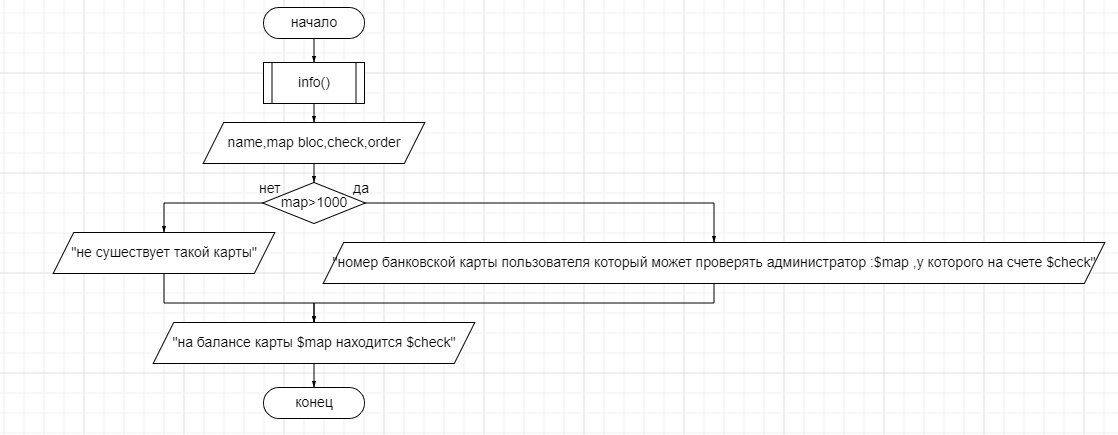 начало
info()
name,map bloc,check,order
нет
да
map>1000
"не сушествует такой карты"
"номер банковской карты пользователя который может проверять администратор :$map ,у которого на счете $check"
"на балансе карты $map находится $check"
конец